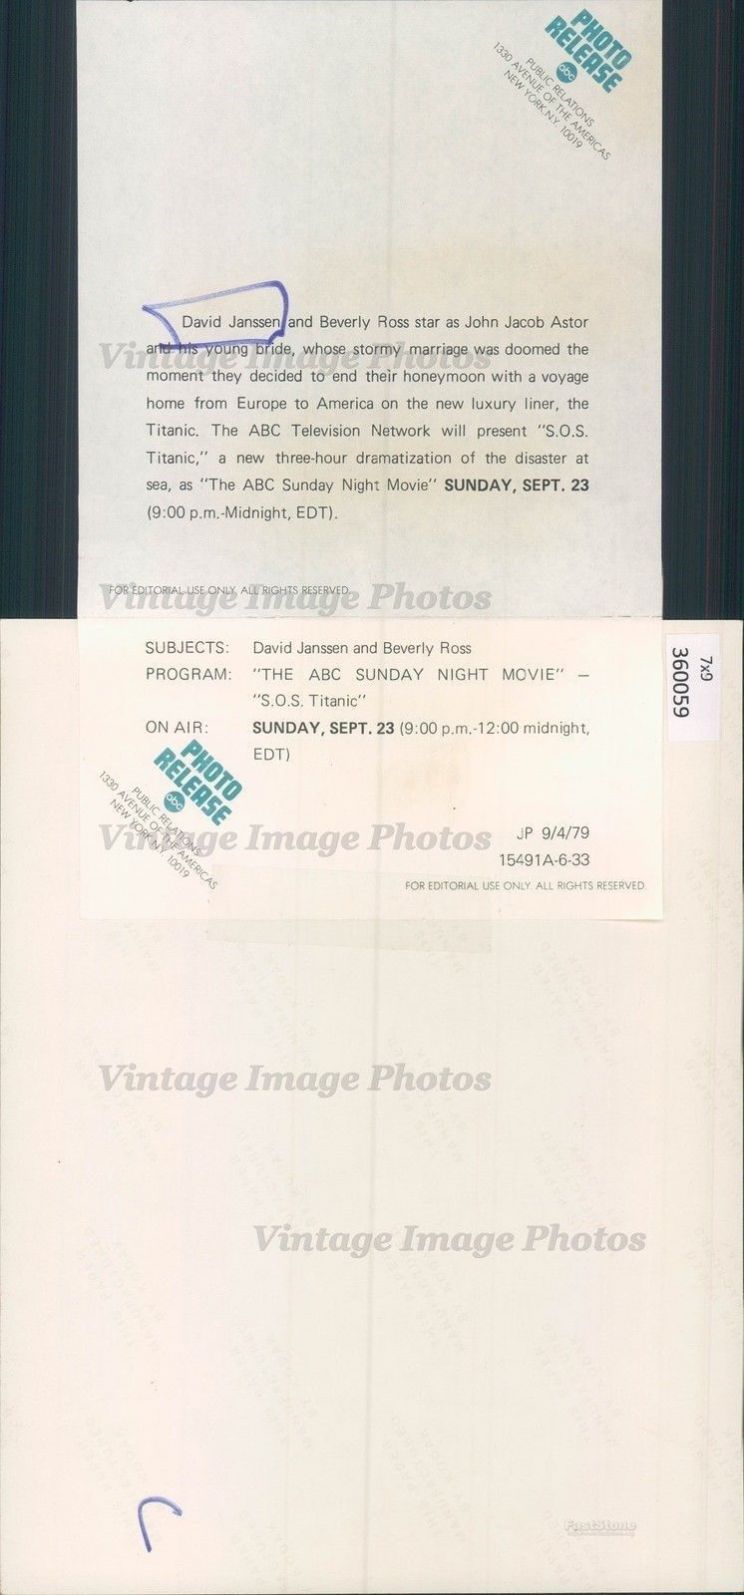 PHOTO
RELEASE
abc
PUBLIC RELATIONS
1330 AVENUE OF THE AMERICAS
NEW YORK, N.Y. 10019
David Janssen and Beverly Ross star as John Jacob Astor
and his young bride, whose stormy marriage was doomed the
Vintage Image Photos
moment they decided to end their honeymoon with a voyage
home from Europe to America on the new luxury liner, the
Titanic. The ABC Television Network will present "S.O.S.
Titanic," a new three-hour dramatization of the disaster at
sea, as "The ABC Sunday Night Movie" SUNDAY, SEPT. 23
(9:00 p.m.-Midnight, EDT).
FOR EDITORIAL USE ONLY. ALL RIGHTS RESERVED.
Vintage Image Photos
SUBJECTS: David Janssen and Beverly Ross
PROGRAM: "THE ABC SUNDAY NIGHT MOVIE" –
"S.O.S. Titanic"
ON AIR: SUNDAY, SEPT. 23 (9:00 p.m.-12:00 midnight,
EDT)
7x9
360059
PHOTO
RELEASE
abc
PUBLIC RELATIONS
1330 AVENUE OF THE AMERICAS
NEW YORK, N.Y. 10019
Vintage Image Photos
JP 9/4/79
15491A-6-33
FOR EDITORIAL USE ONLY. ALL RIGHTS RESERVED.
Vintage Image Photos
Vintage Image Photos
FastStone